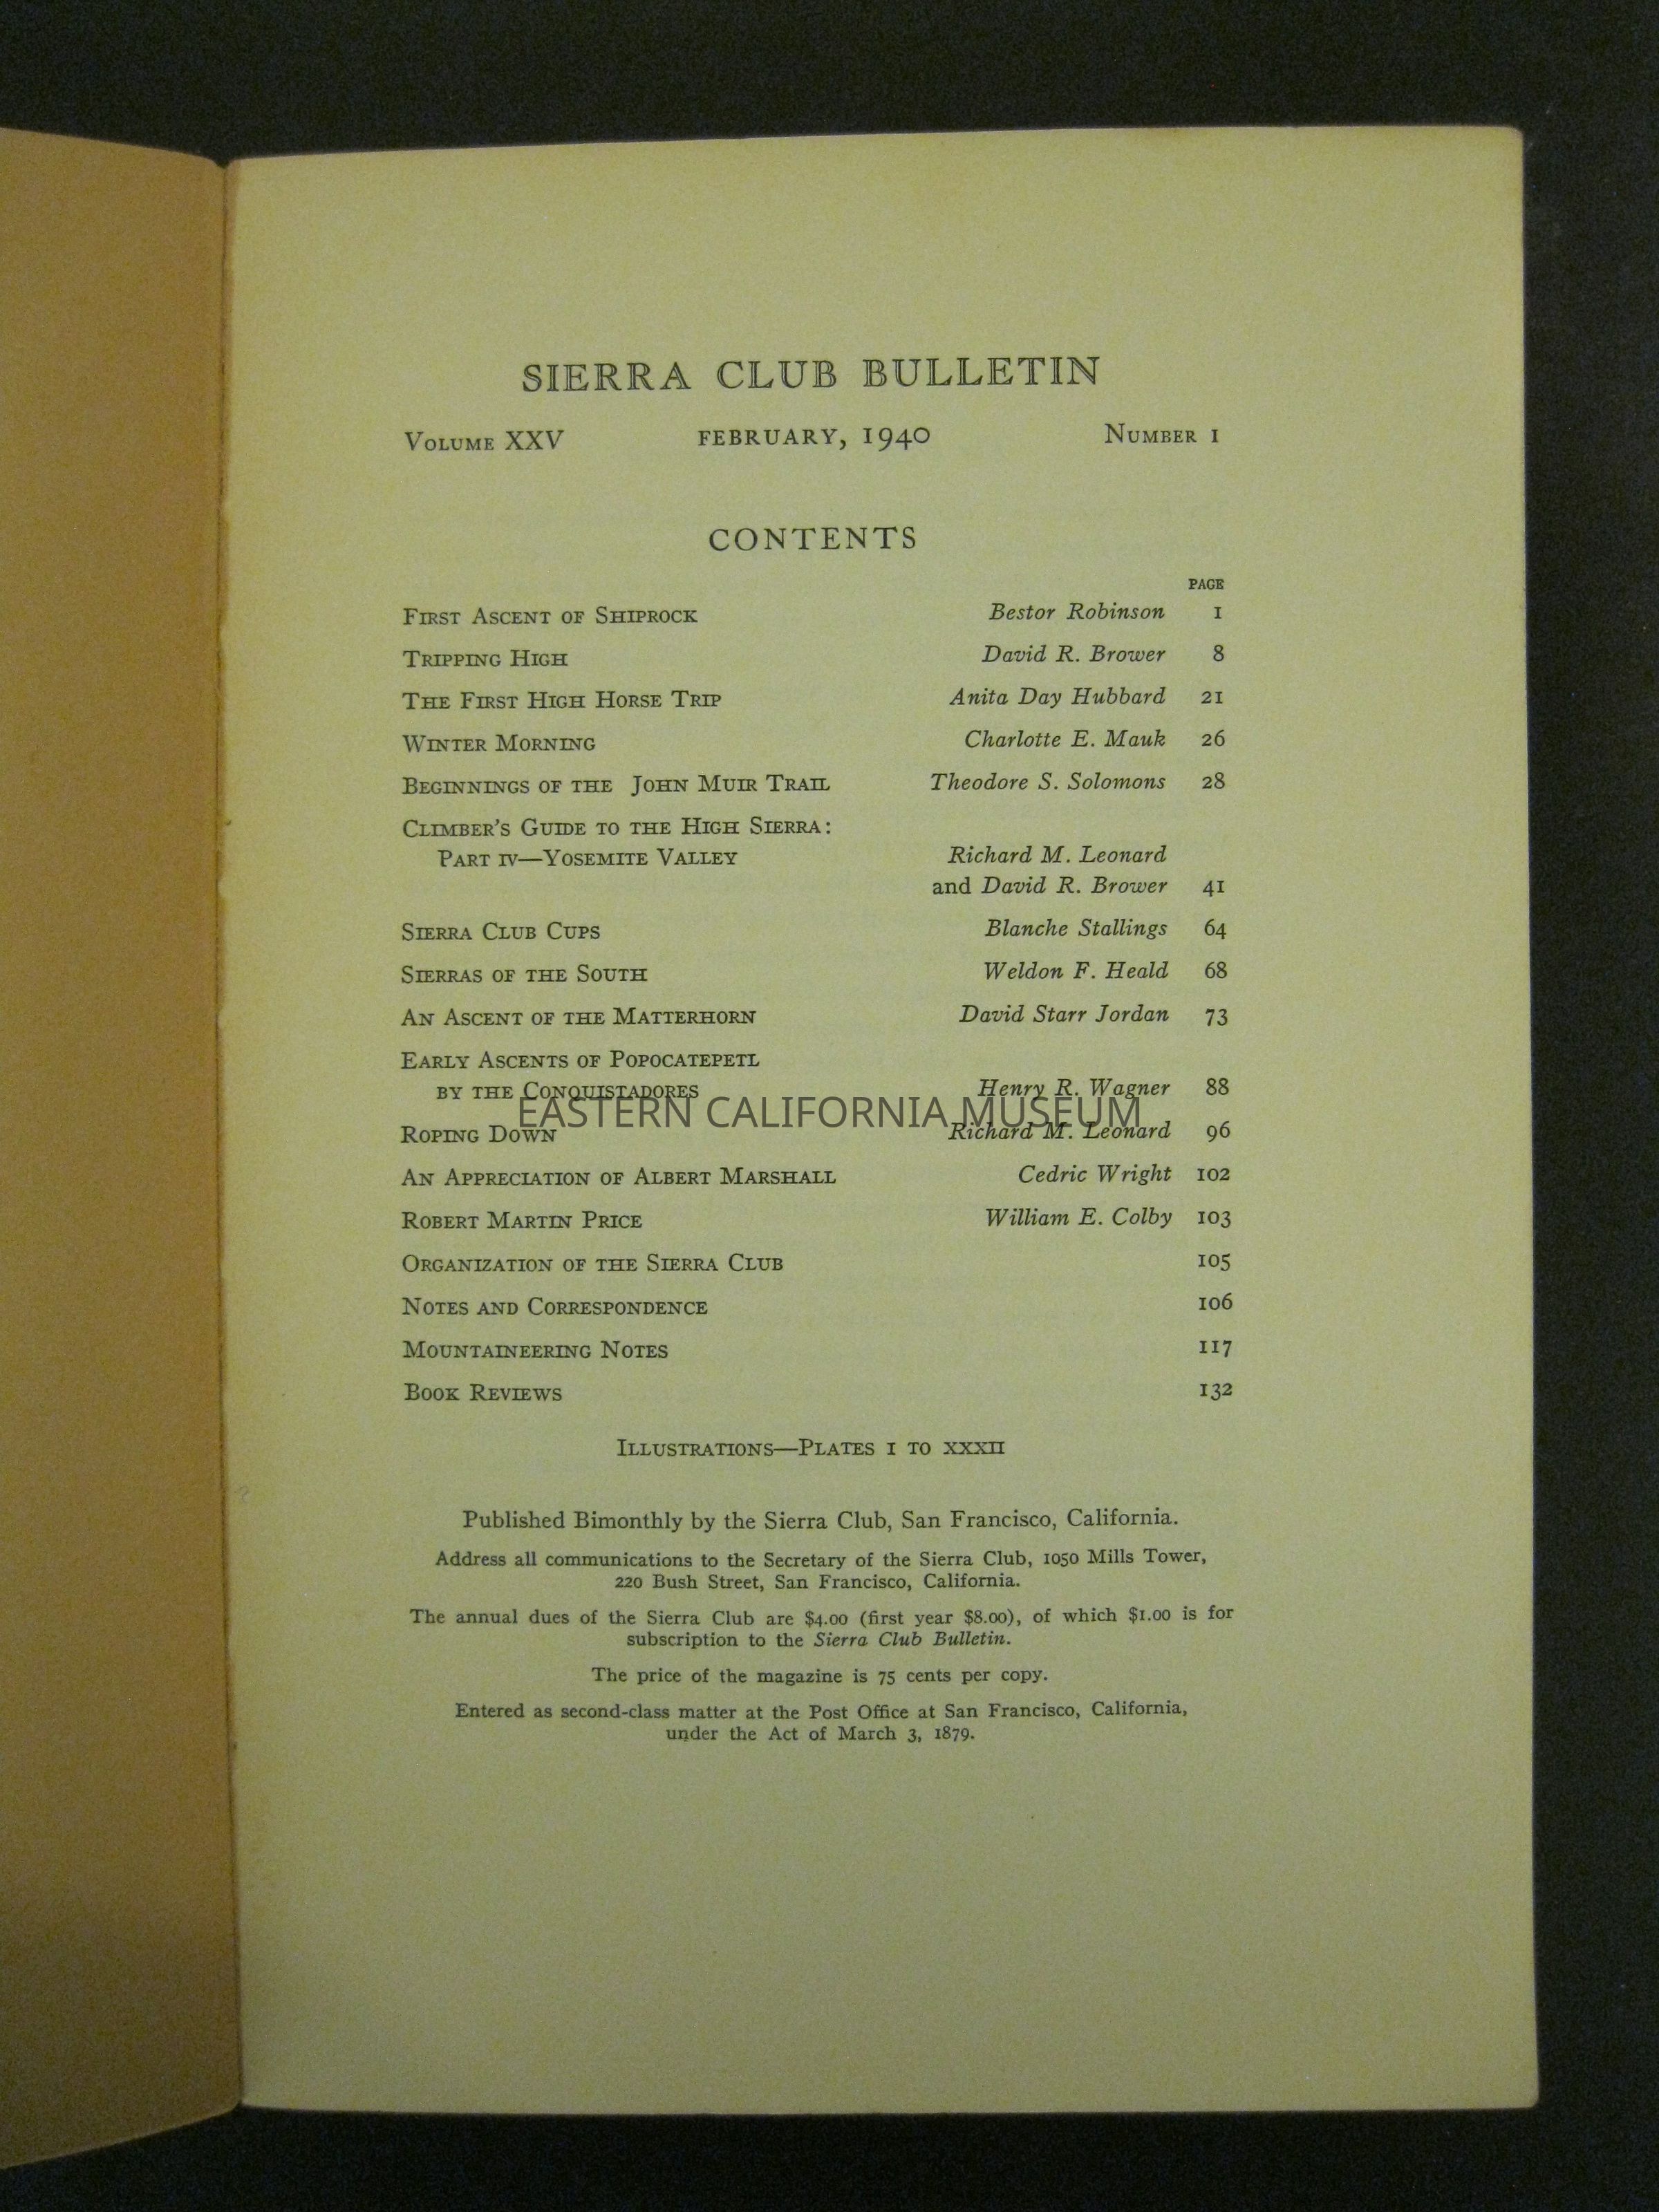 SIERRA CLUB BULLETIN
VOLUME XXV FEBRUARY, 1940 NUMBER 1
CONTENTS
PAGE
FIRST ASCENT OF SHIPROCK Bestor Robinson 1
TRIPPING HIGH David R. Brower 8
THE FIRST HIGH HORSE TRIP Anita Day Hubbard 21
WINTER MORNING Charlotte E. Mauk 26
BEGINNINGS OF THE JOHN MUIR TRAIL Theodore S. Solomons 28
CLIMBER'S GUIDE TO THE HIGH SIERRA:
PART IV—YOSEMITE VALLEY Richard M. Leonard
and David R. Brower 41
SIERRA CLUB CUPS Blanche Stallings 64
SIERRAS OF THE SOUTH Weldon F. Heald 68
AN ASCENT OF THE MATTERHORN David Starr Jordan 73
EARLY ASCENTS OF POPOCATEPETL
BY THE CONQUISTADORES Henry R. Wagner 88
EASTERN CALIFORNIA MUSEUM
ROPING DOWN Richard M. Leonard 96
AN APPRECIATION OF ALBERT MARSHALL Cedric Wright 102
ROBERT MARTIN PRICE William E. Colby 103
ORGANIZATION OF THE SIERRA CLUB 105
NOTES AND CORRESPONDENCE 106
MOUNTAINEERING NOTES 117
BOOK REVIEWS 132
ILLUSTRATIONS—PLATES I TO XXXII
Published Bimonthly by the Sierra Club, San Francisco, California.
Address all communications to the Secretary of the Sierra Club, 1050 Mills Tower,
220 Bush Street, San Francisco, California.
The annual dues of the Sierra Club are $4.00 (first year $8.00), of which $1.00 is for
subscription to the Sierra Club Bulletin.
The price of the magazine is 75 cents per copy.
Entered as second-class matter at the Post Office at San Francisco, California,
under the Act of March 3, 1879.